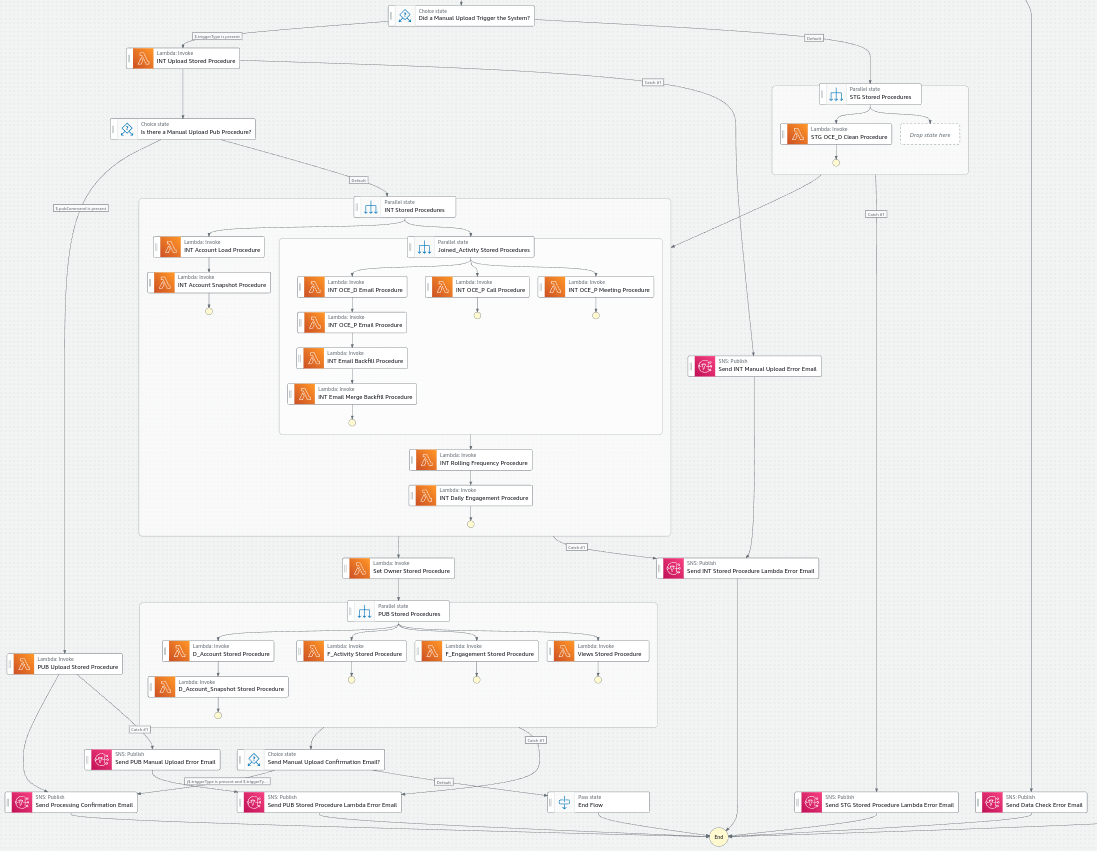 Choice state
Did a Manual Upload Trigger the System?
$.triggerType is present
Default
Lambda: Invoke
INT Upload Stored Procedure
Catch #1
Parallel state
STG Stored Procedures
Lambda: Invoke
STG OCE_D Clean Procedure
Drop state here
Choice state
Is there a Manual Upload Pub Procedure?
Default
$.pubCommand is present
Catch #1
Parallel state
INT Stored Procedures
Lambda: Invoke
INT Account Load Procedure
Parallel state
Joined_Activity Stored Procedures
Lambda: Invoke
INT Account Snapshot Procedure
Lambda: Invoke
INT OCE_D Email Procedure
Lambda: Invoke
INT OCE_P Call Procedure
Lambda: Invoke
INT OCE_P Meeting Procedure
Lambda: Invoke
INT OCE_P Email Procedure
Lambda: Invoke
INT Email Backfill Procedure
Lambda: Invoke
INT Email Merge Backfill Procedure
SNS: Publish
Send INT Manual Upload Error Email
Lambda: Invoke
INT Rolling Frequency Procedure
Lambda: Invoke
INT Daily Engagement Procedure
Catch #1
Lambda: Invoke
Set Owner Stored Procedure
SNS: Publish
Send INT Stored Procedure Lambda Error Email
Parallel state
PUB Stored Procedures
Lambda: Invoke
D_Account Stored Procedure
Lambda: Invoke
F_Activity Stored Procedure
Lambda: Invoke
F_Engagement Stored Procedure
Lambda: Invoke
Views Stored Procedure
Lambda: Invoke
PUB Upload Stored Procedure
Lambda: Invoke
D_Account_Snapshot Stored Procedure
Catch #1
Catch #1
SNS: Publish
Send PUB Manual Upload Error Email
Choice state
Send Manual Upload Confirmation Email?
($.triggerType is present and $.triggerTy...
Default
SNS: Publish
Send Processing Confirmation Email
SNS: Publish
Send PUB Stored Procedure Lambda Error Email
Pass state
End Flow
SNS: Publish
Send STG Stored Procedure Lambda Error Email
SNS: Publish
Send Data Check Error Email
End